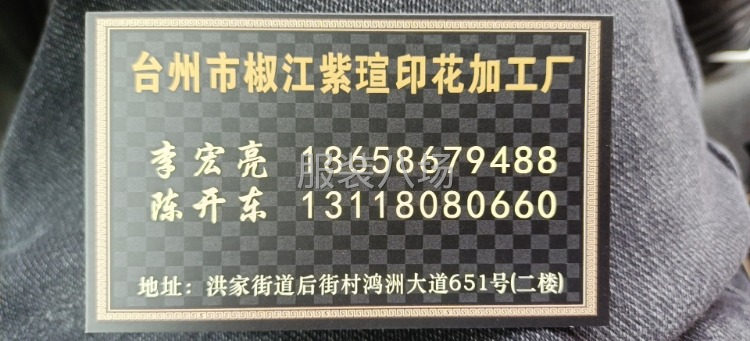 台州市椒江紫瑄印花加工厂
李宏亮 18658679488
服装八场
陈开东 13118080660
地址：洪家街道后街村鸿洲大道651号(二楼)